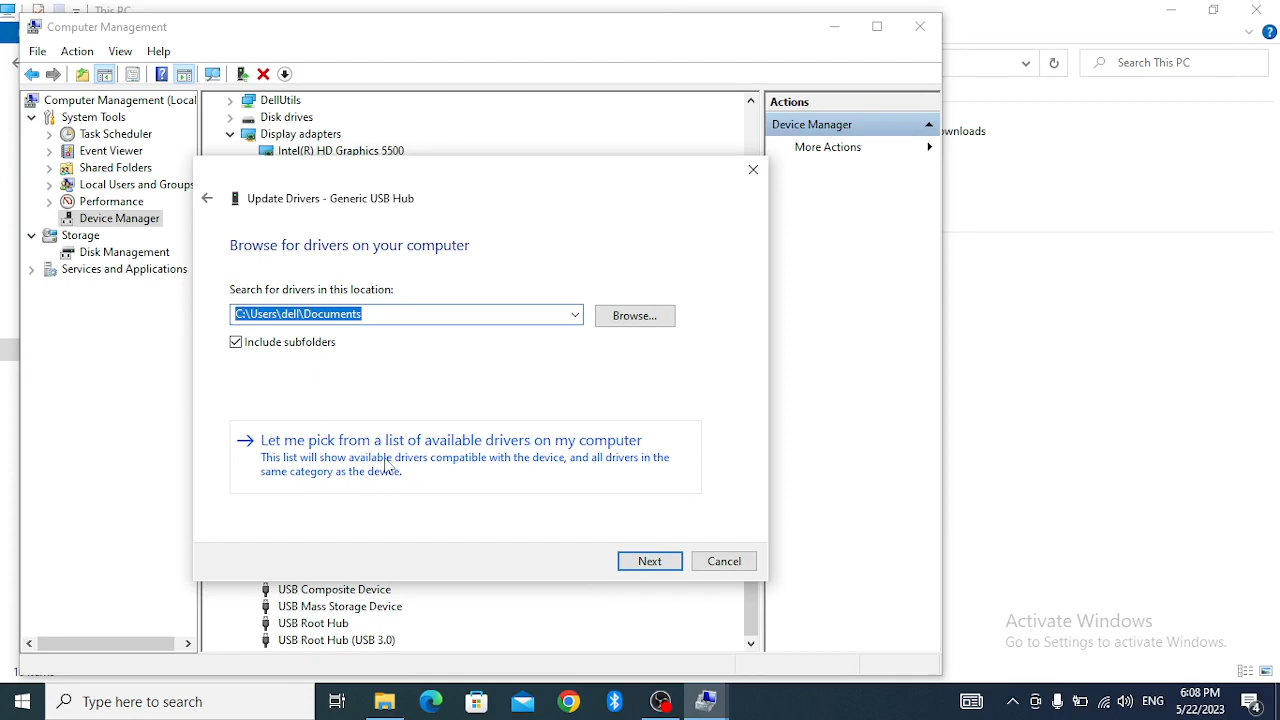 This PC
Computer Management
File Action View Help
Search This PC
Computer Management (Local
System Tools
Task Scheduler
Event Viewer
Shared Folders
Local Users and Groups
Performance
Device Manager
Storage
Disk Management
Services and Applications
DellUtils
Disk drives
Display adapters
Intel(R) HD Graphics 5500
Actions
Device Manager
More Actions
wnloads
Update Drivers - Generic USB Hub
Browse for drivers on your computer
Search for drivers in this location:
C:\Users\dell\Documents
Browse...
Include subfolders
Let me pick from a list of available drivers on my computer
This list will show available drivers compatible with the device, and all drivers in the
same category as the device.
Next Cancel
USB Composite Device
USB Mass Storage Device
USB Root Hub
USB Root Hub (USB 3.0)
Activate Windows
Go to Settings to activate Windows.
Type here to search
ENG
6:08 PM
5/22/2023
4